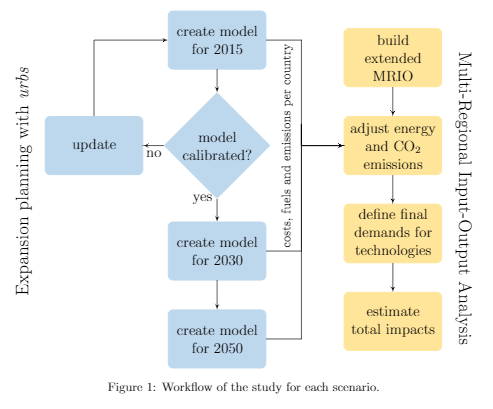 Expansion planning with urbs
create model
for 2015
update
no
model
calibrated?
yes
create model
for 2030
create model
for 2050
costs, fuels and emissions per country
build
extended
MRIO
adjust energy
and CO₂
emissions
define final
demands for
technologies
estimate
total impacts
Multi-Regional Input-Output Analysis
Figure 1: Workflow of the study for each scenario.